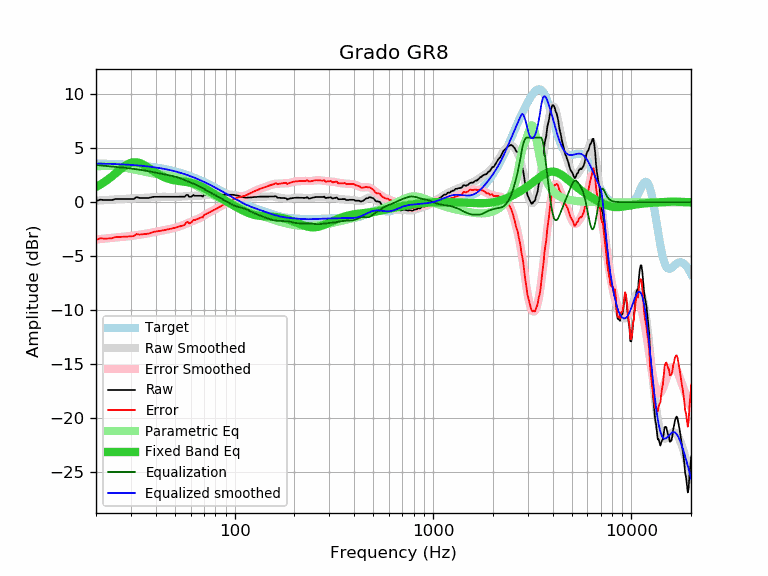 Grado GR8
Amplitude (dBr)
10
5
0
−5
−10
−15
−20
−25
Target
Raw Smoothed
Error Smoothed
Raw
Error
Parametric Eq
Fixed Band Eq
Equalization
Equalized smoothed
100
1000
10000
Frequency (Hz)